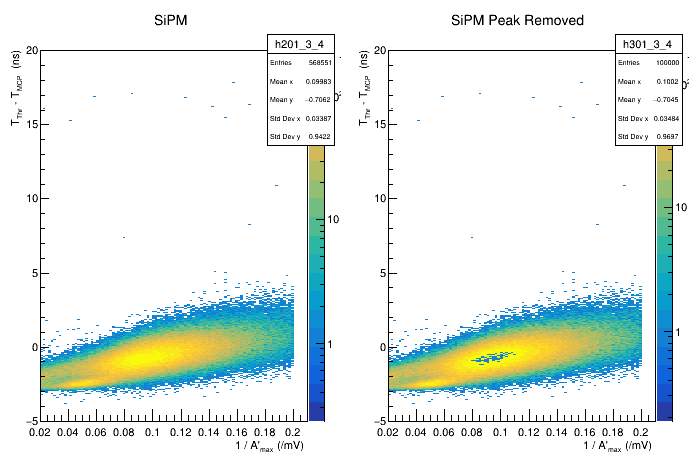 SiPM
h201_3_4
Entries 568551
Mean x 0.09983
Mean y −0.7062
Std Dev x 0.03387
Std Dev y 0.9422
T_Thr - T_MCP (ns)
20
15
10
5
0
−5
0.02 0.04 0.06 0.08 0.1 0.12 0.14 0.16 0.18 0.2
1 / A'_max (/mV)
10
1
SiPM Peak Removed
h301_3_4
Entries 100000
Mean x 0.1002
Mean y −0.7045
Std Dev x 0.03484
Std Dev y 0.9697
T_Thr - T_MCP (ns)
20
15
10
5
0
−5
0.02 0.04 0.06 0.08 0.1 0.12 0.14 0.16 0.18 0.2
1 / A'_max (/mV)
10
1